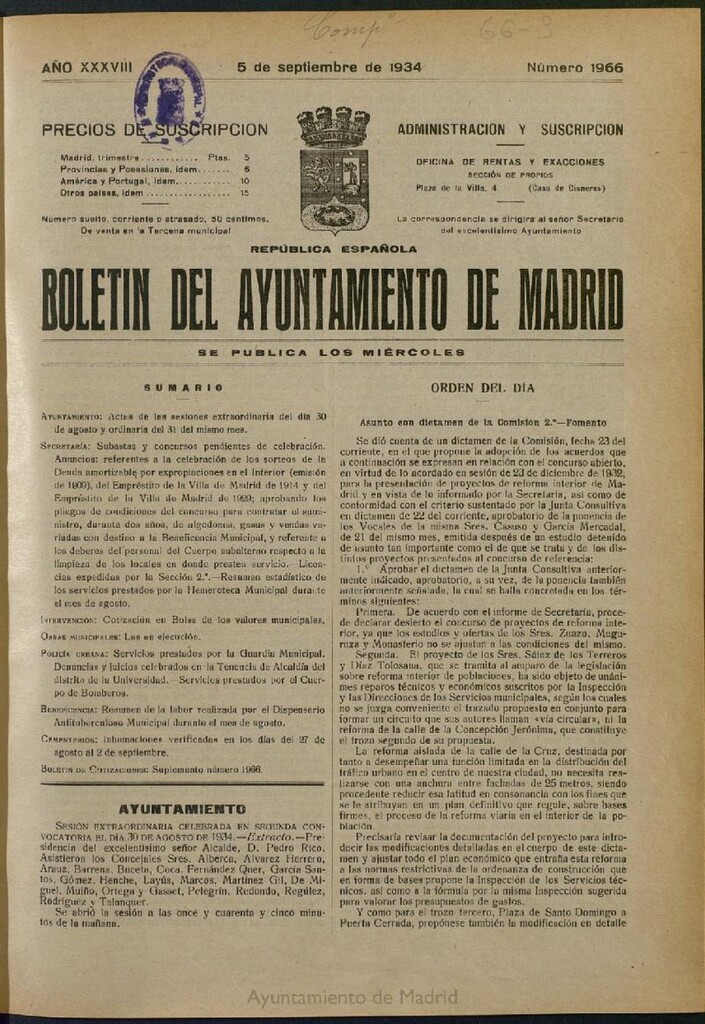 Comp.º 66-3
AÑO XXXVIII 5 de septiembre de 1934 Número 1966
PRECIOS DE SUSCRIPCION
Madrid, trimestre............ Ptas. 5
Provincias y Posesiones, idem....... 6
América y Portugal, idem............ 10
Otros países, idem................. 15
Número suelto, corriente o atrasado, 50 céntimos.
De venta en la Tercena municipal
ADMINISTRACION Y SUSCRIPCION
OFICINA DE RENTAS Y EXACCIONES
SECCIÓN DE PROPIOS
Plaza de la Villa, 4 (Casa de Cisneros)
La correspondencia se dirigirá al señor Secretario
del excelentísimo Ayuntamiento
REPÚBLICA ESPAÑOLA
BOLETIN DEL AYUNTAMIENTO DE MADRID
SE PUBLICA LOS MIÉRCOLES
SUMARIO
AYUNTAMIENTO: Actas de las sesiones extraordinaria del día 30
de agosto y ordinaria del 31 del mismo mes.
SECRETARÍA: Subastas y concursos pendientes de celebración.
Anuncios: referentes a la celebración de los sorteos de la
Deuda amortizable por expropiaciones en el Interior (emisión
de 1909), del Empréstito de la Villa de Madrid de 1914 y del
Empréstito de la Villa de Madrid de 1929; aprobando los
pliegos de condiciones del concurso para contratar el sumi-
nistro, durante dos años, de algodones, gasas y vendas va-
riadas con destino a la Beneficencia Municipal, y referente a
los deberes del personal del Cuerpo subalterno respecto a la
limpieza de los locales en donde presten servicio.—Licen-
cias expedidas por la Sección 2.ª.—Resumen estadístico de
los servicios prestados por la Hemeroteca Municipal durante
el mes de agosto.
INTERVENCIÓN: Cotización en Bolsa de los valores municipales.
OBRAS MUNICIPALES: Las en ejecución.
POLICÍA URBANA: Servicios prestados por la Guardia Municipal.
Denuncias y juicios celebrados en la Tenencia de Alcaldía del
distrito de la Universidad.—Servicios prestados por el Cuer-
po de Bomberos.
BENEFICENCIA: Resumen de la labor realizada por el Dispensario
Antituberculoso Municipal durante el mes de agosto.
CEMENTERIOS: Inhumaciones verificadas en los días del 27 de
agosto al 2 de septiembre.
BOLETÍN DE COTIZACIONES: Suplemento número 1966.
AYUNTAMIENTO
SESIÓN EXTRAORDINARIA CELEBRADA EN SEGUNDA CON-
VOCATORIA EL DÍA 30 DE AGOSTO DE 1934.—Extracto.—Pre-
sidencia del excelentísimo señor Alcalde, D. Pedro Rico.
Asistieron los Concejales Sres. Alberca, Alvarez Herrero,
Arauz, Barrena, Buceta, Coca, Fernández Quer, García San-
tos, Gómez, Henche, Layús, Marcos, Martínez Gil, De Mi-
guel, Muiño, Ortega y Gasset, Pelegrín, Redondo, Regúlez,
Rodríguez y Talanquer.
Se abrió la sesión a las once y cuarenta y cinco minu-
tos de la mañana.
ORDEN DEL DIA
Asunto con dictamen de la Comisión 2.ª—Fomento
Se dió cuenta de un dictamen de la Comisión, fecha 23 del
corriente, en el que propone la adopción de los acuerdos que
a continuación se expresan en relación con el concurso abierto,
en virtud de lo acordado en sesión de 23 de diciembre de 1932,
para la presentación de proyectos de reforma interior de Ma-
drid y en vista de lo informado por la Secretaría, así como de
conformidad con el criterio sustentado por la Junta Consultiva
en dictamen de 22 del corriente, aprobatorio de la ponencia de
los Vocales de la misma Sres. Casuso y García Mercadal,
de 21 del mismo mes, emitida después de un estudio detenido
de asunto tan importante como el de que se trata y de los dis-
tintos proyectos presentados al concurso de referencia:
1.º Aprobar el dictamen de la Junta Consultiva anterior-
mente indicado, aprobatorio, a su vez, de la ponencia también
anteriormente señalada, la cual se halla concretada en los tér-
minos siguientes:
Primera. De acuerdo con el informe de Secretaría, proce-
de declarar desierto el concurso de proyectos de reforma inte-
rior, ya que los estudios y ofertas de los Sres. Zuazo, Mugu-
ruza y Monasterio no se ajustan a las condiciones del mismo.
Segunda. El proyecto de los Sres. Sáinz de los Terreros
y Díaz Tolosana, que se tramita al amparo de la legislación
sobre reforma interior de poblaciones, ha sido objeto de unáni-
mes reparos técnicos y económicos suscritos por la Inspección
y las Direcciones de los Servicios municipales, según los cuales
no se juzga conveniente el trazado propuesto en conjunto para
formar un circuito que sus autores llaman «vía circular», ni la
reforma de la calle de la Concepción Jerónima, que constituye
el trozo segundo de su propuesta.
La reforma aislada de la calle de la Cruz, destinada por
tanto a desempeñar una función limitada en la distribución del
tráfico urbano en el centro de nuestra ciudad, no necesita rea-
lizarse con una anchura entre fachadas de 25 metros, siendo
procedente reducir esa latitud en consonancia con los fines que
se le atribuyan en un plan definitivo que regule, sobre bases
firmes, el proceso de la reforma viaria en el interior de la po-
blación.
Precisaría revisar la documentación del proyecto para intro-
ducir las modificaciones detalladas en el cuerpo de este dicta-
men y ajustar todo el plan económico que entraña esta reforma
a las normas restrictivas de la ordenanza de construcción que
en forma de bases propone la Inspección de los Servicios téc-
nicos, así como a la fórmula por la misma Inspección sugerida
para valorar los presupuestos de gastos.
Y como para el trozo tercero, Plaza de Santo Domingo a
Puerta Cerrada, propónese también la modificación en detalle
Ayuntamiento de Madrid